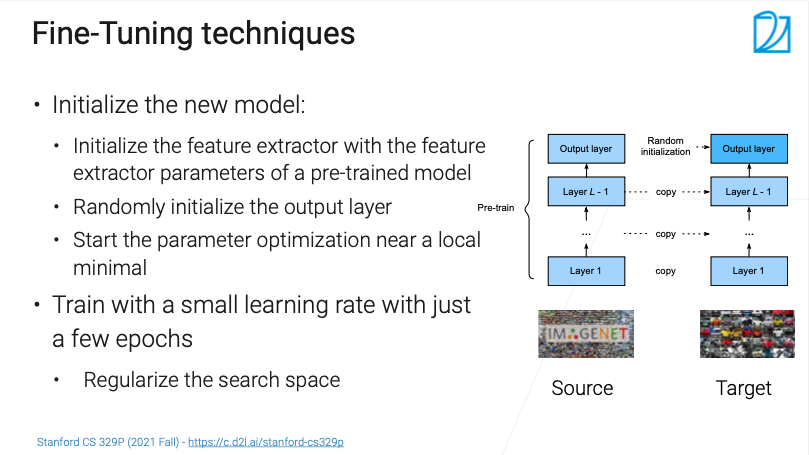 Fine-Tuning techniques
• Initialize the new model:
• Initialize the feature extractor with the feature
extractor parameters of a pre-trained model
• Randomly initialize the output layer
• Start the parameter optimization near a local
minimal
• Train with a small learning rate with just
a few epochs
• Regularize the search space
Pre-train
Output layer
Random
initialization
Output layer
Layer L - 1
copy
Layer L - 1
...
copy
...
Layer 1
copy
Layer 1
IMAGENET
Source
Target
Stanford CS 329P (2021 Fall) - https://c.d2l.ai/stanford-cs329p